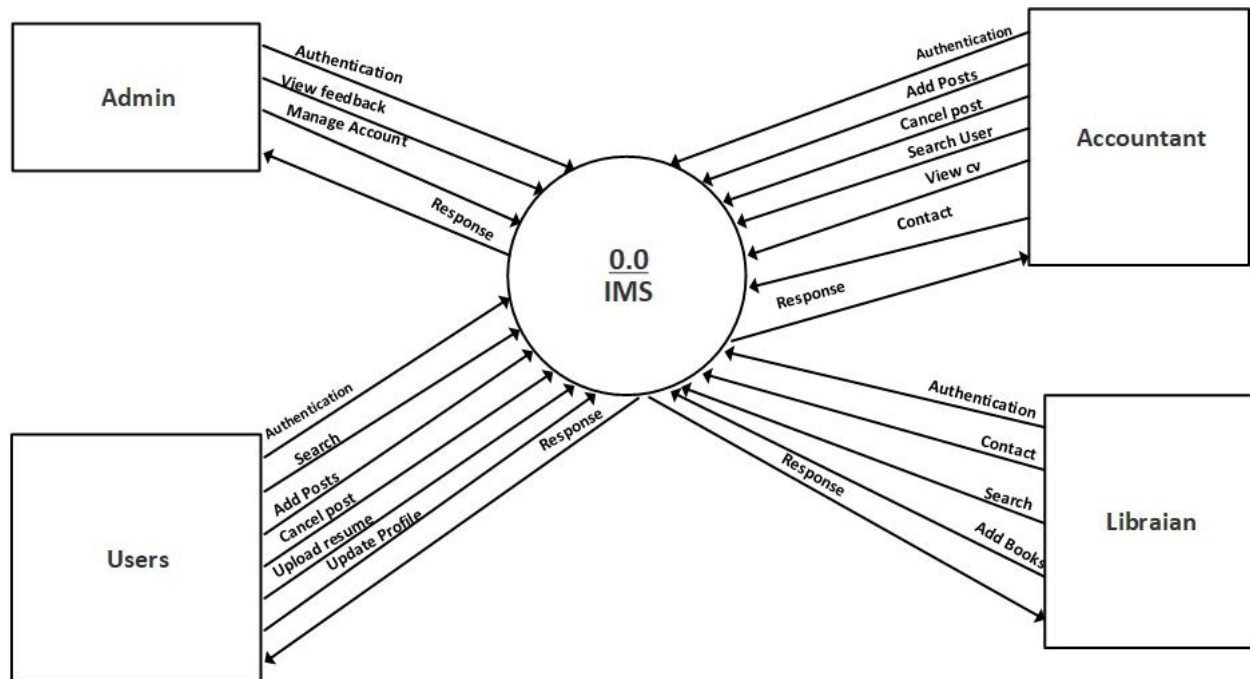 Admin
Authentication
View feedback
Manage Account
Response
Accountant
Authentication
Add Posts
Cancel post
Search User
View cv
Contact
Response
0.0
IMS
Users
Authentication
Search
Add Posts
Cancel post
Upload resume
Update Profile
Response
Libraian
Authentication
Contact
Search
Add Books
Response